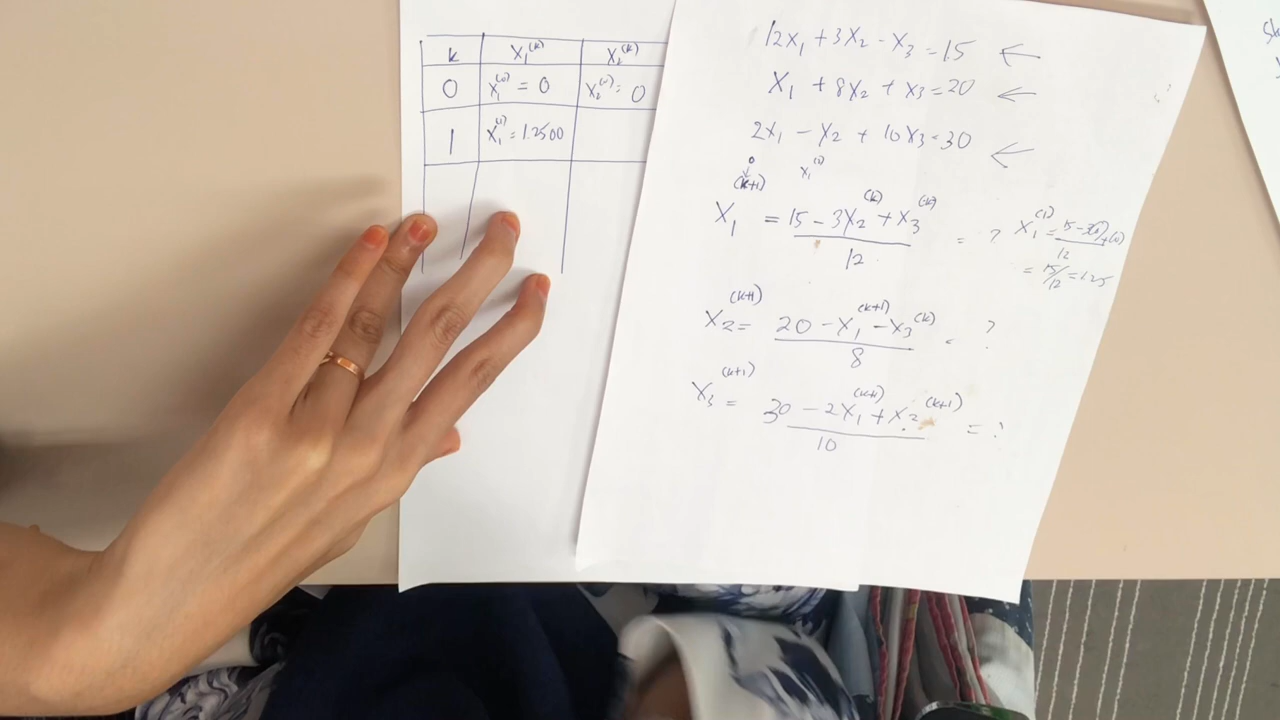 k x₁⁽ᵏ⁾ x₂⁽ᵏ⁾
0 x₁⁽⁰⁾ = 0 x₂⁽⁰⁾ = 0
1 x₁⁽¹⁾ = 1.2500
12x₁ + 3x₂ - x₃ = 15 ←
x₁ + 8x₂ + x₃ = 20 ←
2x₁ - x₂ + 10x₃ = 30 ←
0 x₁⁽¹⁾
x₁⁽ᵏ⁺¹⁾ = (15 - 3x₂⁽ᵏ⁾ + x₃⁽ᵏ⁾) / 12 = ?
x₁⁽¹⁾ = (15 - 3(0) + (0)) / 12
= 15/12 = 1.25
x₂⁽ᵏ⁺¹⁾ = (20 - x₁⁽ᵏ⁺¹⁾ - x₃⁽ᵏ⁾) / 8 = ?
x₃⁽ᵏ⁺¹⁾ = (30 - 2x₁⁽ᵏ⁺¹⁾ + x₂⁽ᵏ⁺¹⁾) / 10 = ?